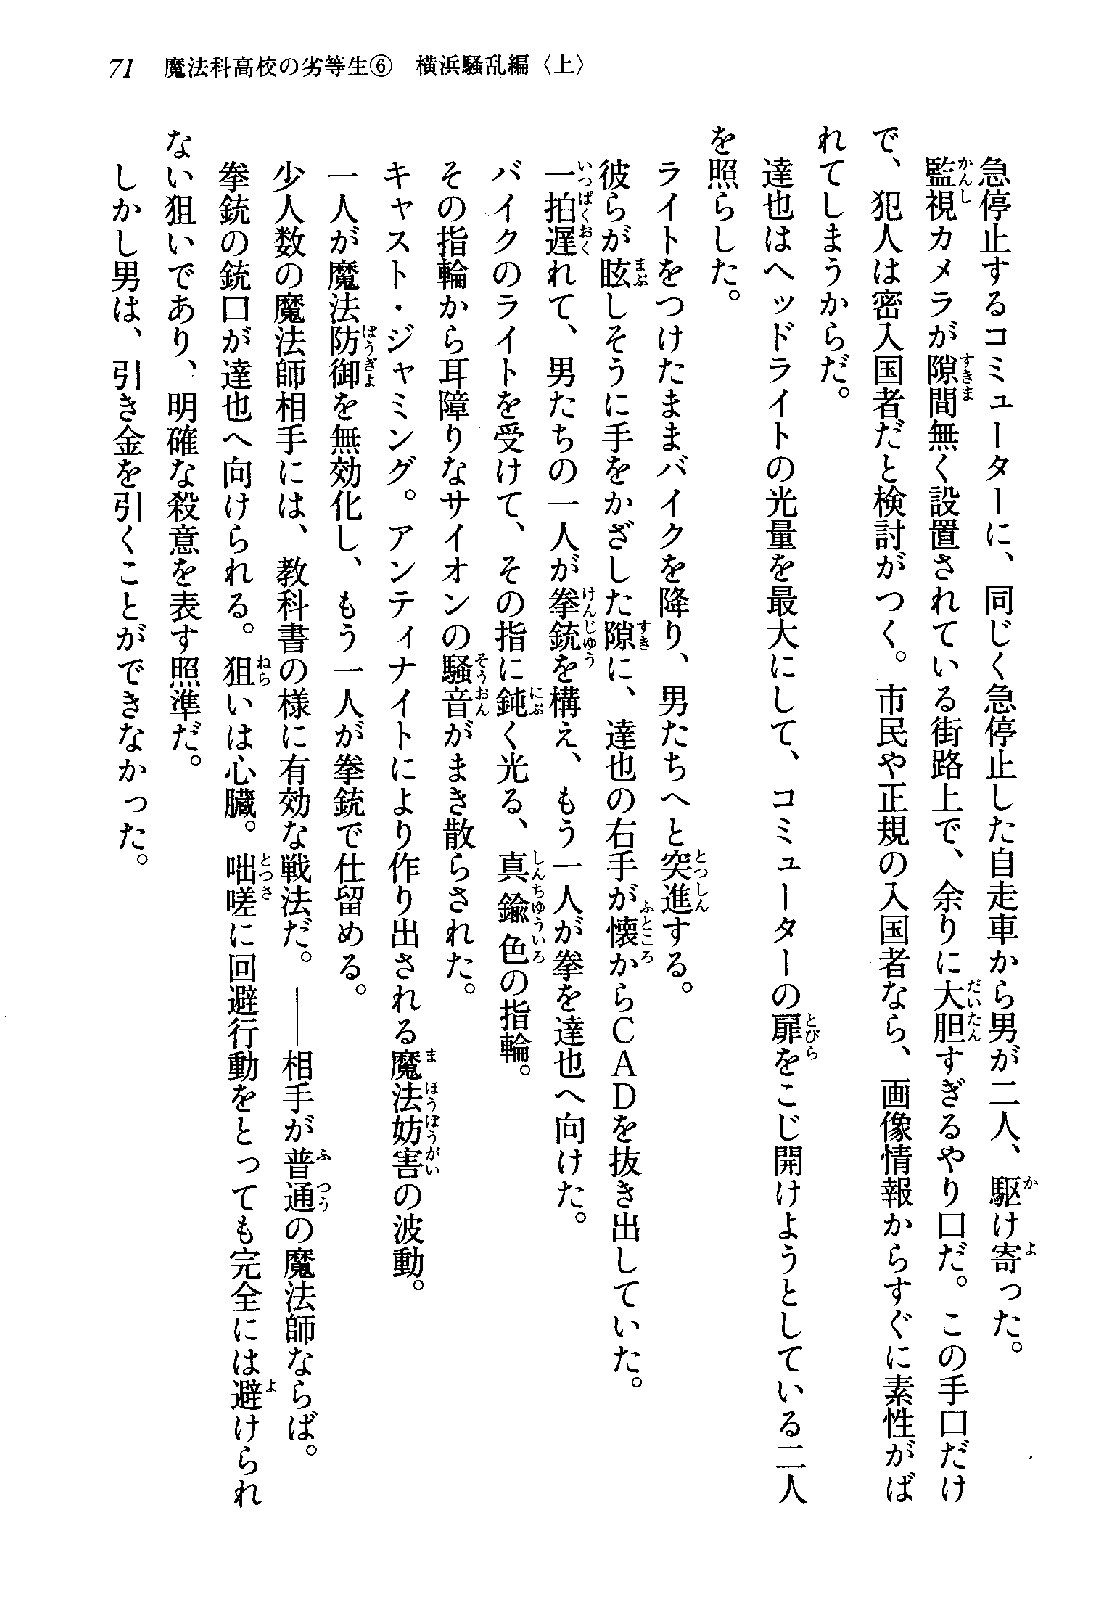 71　魔法科高校の劣等生⑥　横浜騒乱編〈上〉
急停止するコミューターに、同じく急停止した自走車から男が二人、駆け寄った。
監視カメラが隙間無く設置されている街路上で、余りに大胆すぎるやり口だ。この手口だけ
で、犯人は密入国者だと検討がつく。市民や正規の入国者なら、画像情報からすぐに素性がば
れてしまうからだ。
達也はヘッドライトの光量を最大にして、コミューターの扉をこじ開けようとしている二人
を照らした。
ライトをつけたままバイクを降り、男たちへと突進する。
彼らが眩しそうに手をかざした隙に、達也の右手が懐からＣＡＤを抜き出していた。
一拍遅れて、男たちの一人が拳銃を構え、もう一人が拳を達也へ向けた。
バイクのライトを受けて、その指に鈍く光る、真鍮色の指輪。
その指輪から耳障りなサイオンの騒音がまき散らされた。
キャスト・ジャミング。アンティナイトにより作り出される魔法妨害の波動。
一人が魔法防御を無効化し、もう一人が拳銃で仕留める。
少人数の魔法師相手には、教科書の様に有効な戦法だ。――相手が普通の魔法師ならば。
拳銃の銃口が達也へ向けられる。狙いは心臓。咄嗟に回避行動をとっても完全には避けられ
ない狙いであり、明確な殺意を表す照準だ。
しかし男は、引き金を引くことができなかった。